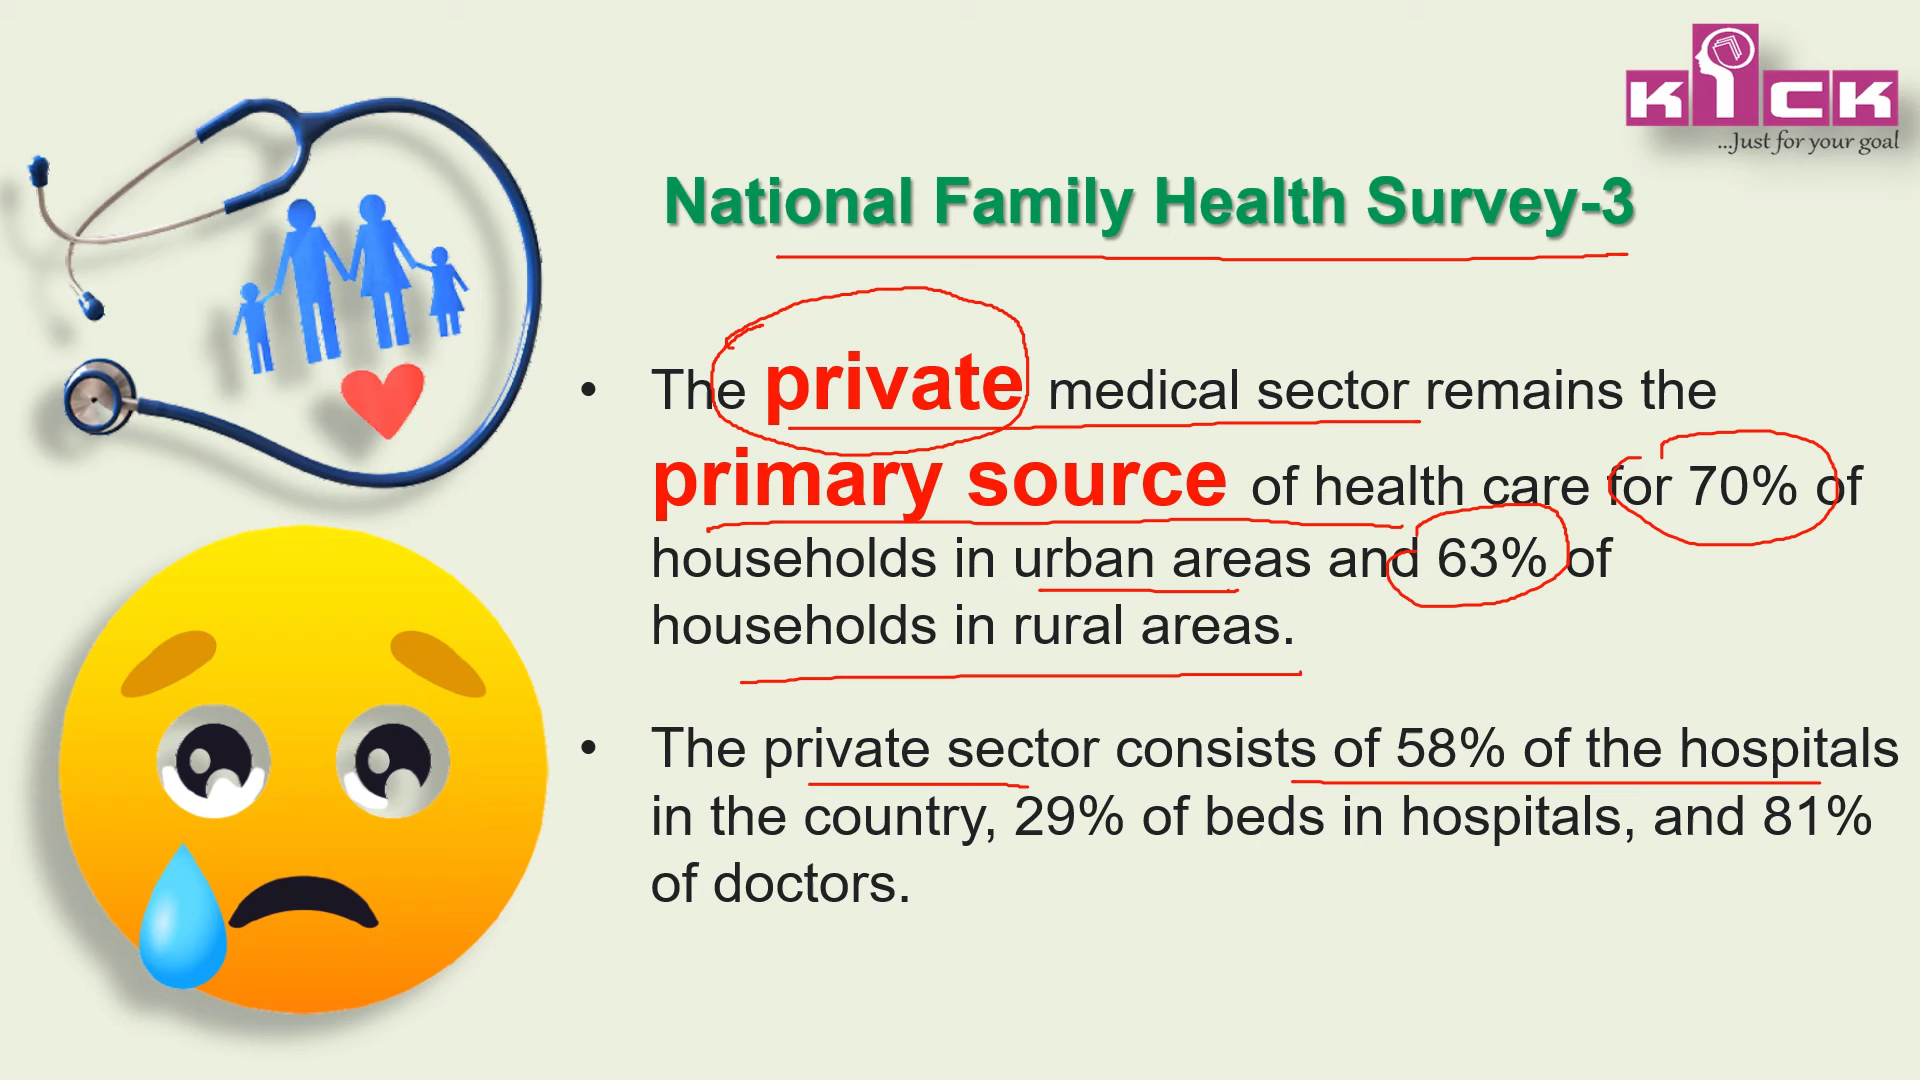 KICK
...Just for your goal
National Family Health Survey-3
• The private medical sector remains the
primary source of health care for 70% of
households in urban areas and 63% of
households in rural areas.
• The private sector consists of 58% of the hospitals
in the country, 29% of beds in hospitals, and 81%
of doctors.